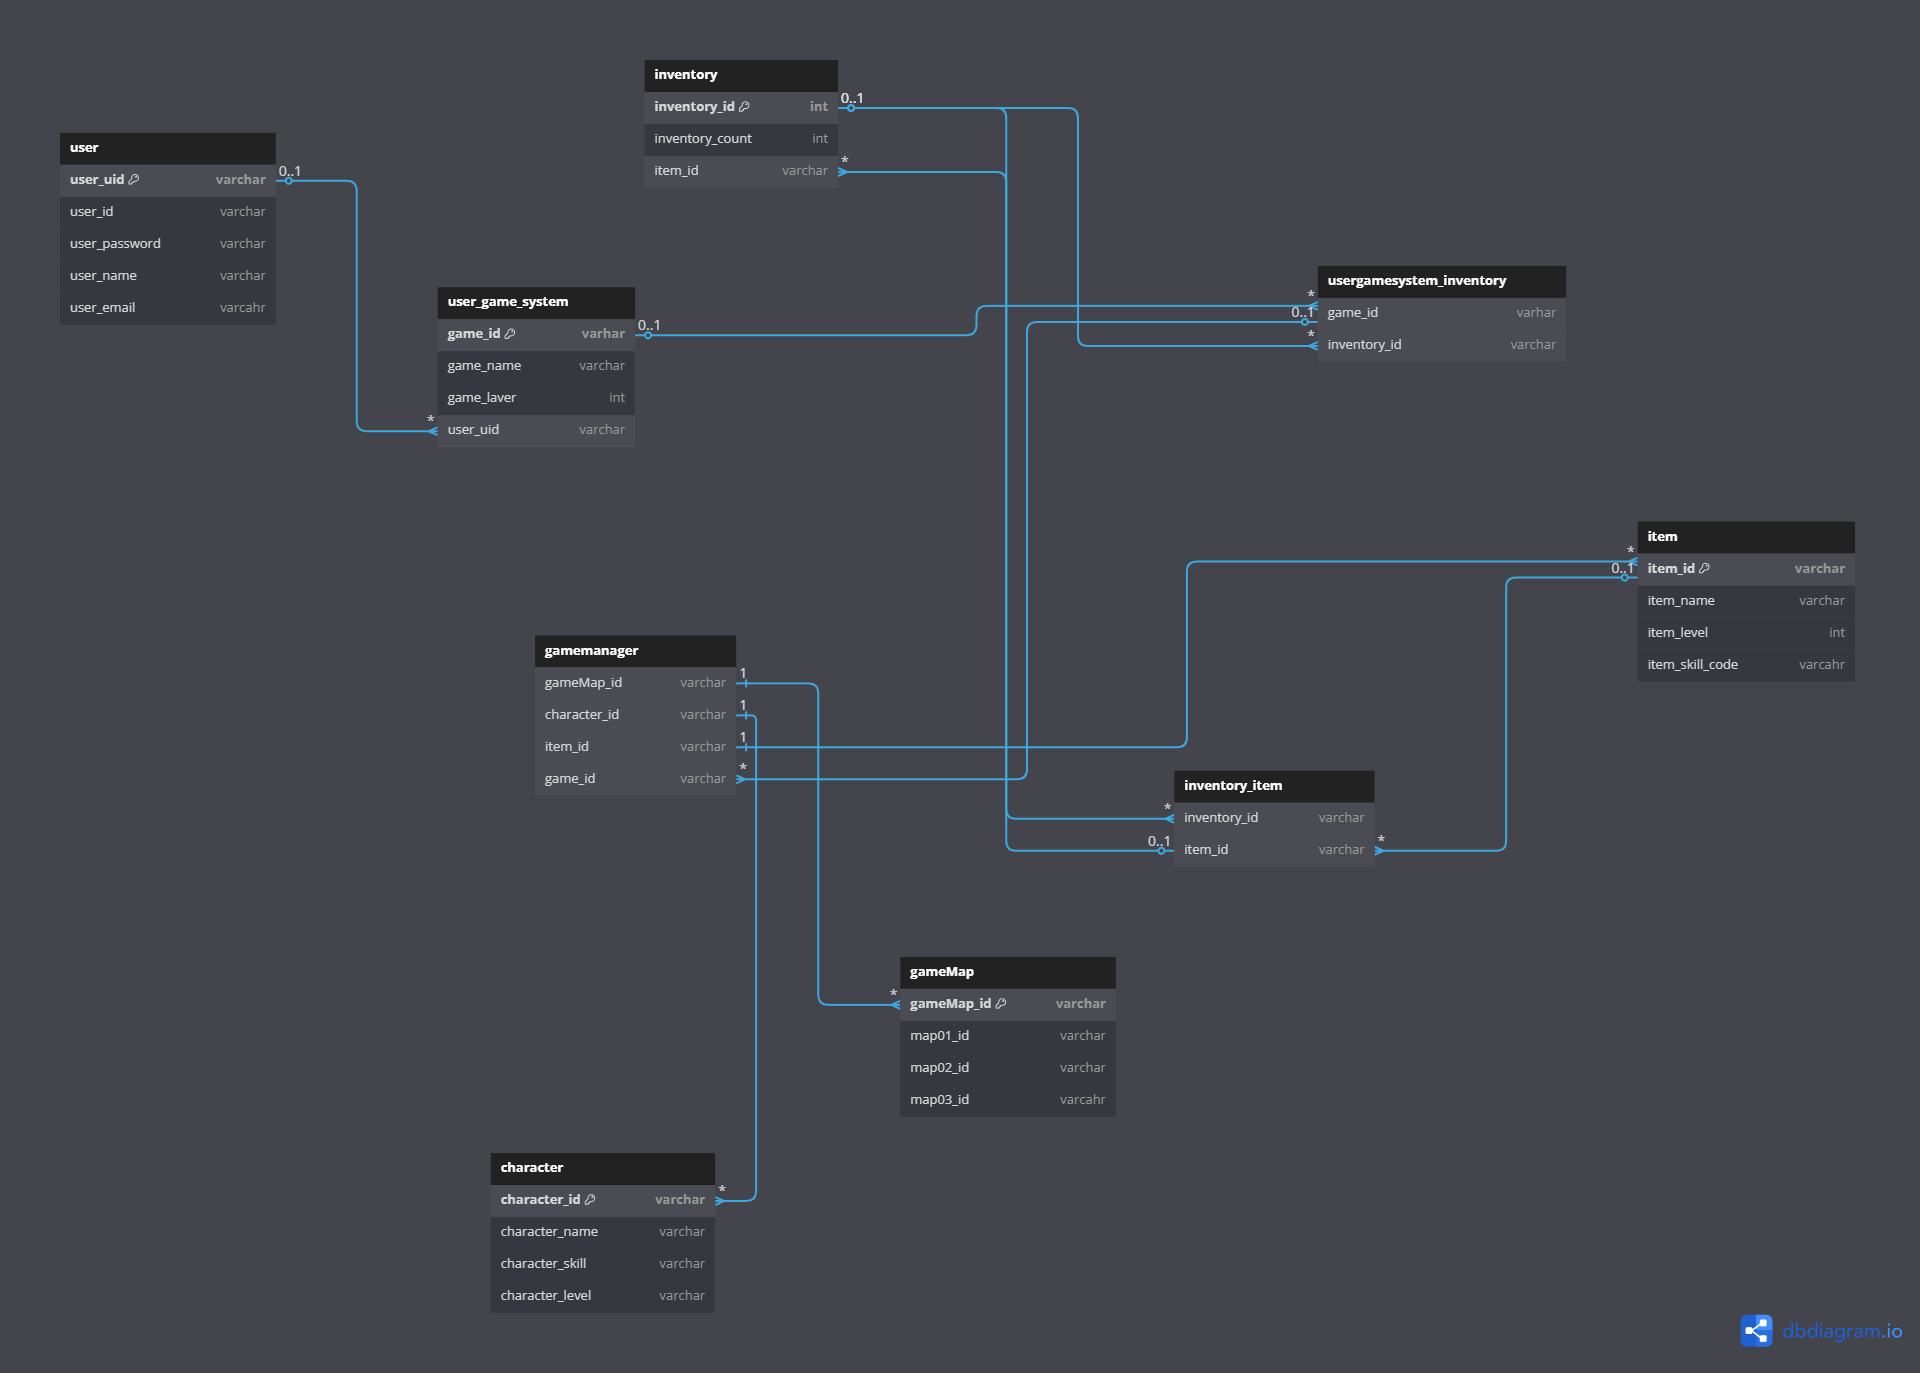 inventory
inventory_id int
inventory_count int
item_id varchar
0..1
*
user
user_uid varchar
user_id varchar
user_password varchar
user_name varchar
user_email varcahr
0..1
usergamesystem_inventory
game_id varhar
inventory_id varchar
*
0..1
*
user_game_system
game_id varhar
game_name varchar
game_laver int
user_uid varchar
0..1
*
item
item_id varchar
item_name varchar
item_level int
item_skill_code varcahr
*
0..1
gamemanager
gameMap_id varchar
character_id varchar
item_id varchar
game_id varchar
1
1
1
*
inventory_item
inventory_id varchar
item_id varchar
*
0..1
*
gameMap
gameMap_id varchar
map01_id varchar
map02_id varchar
map03_id varcahr
*
character
character_id varchar
character_name varchar
character_skill varchar
character_level varchar
*
dbdiagram.io